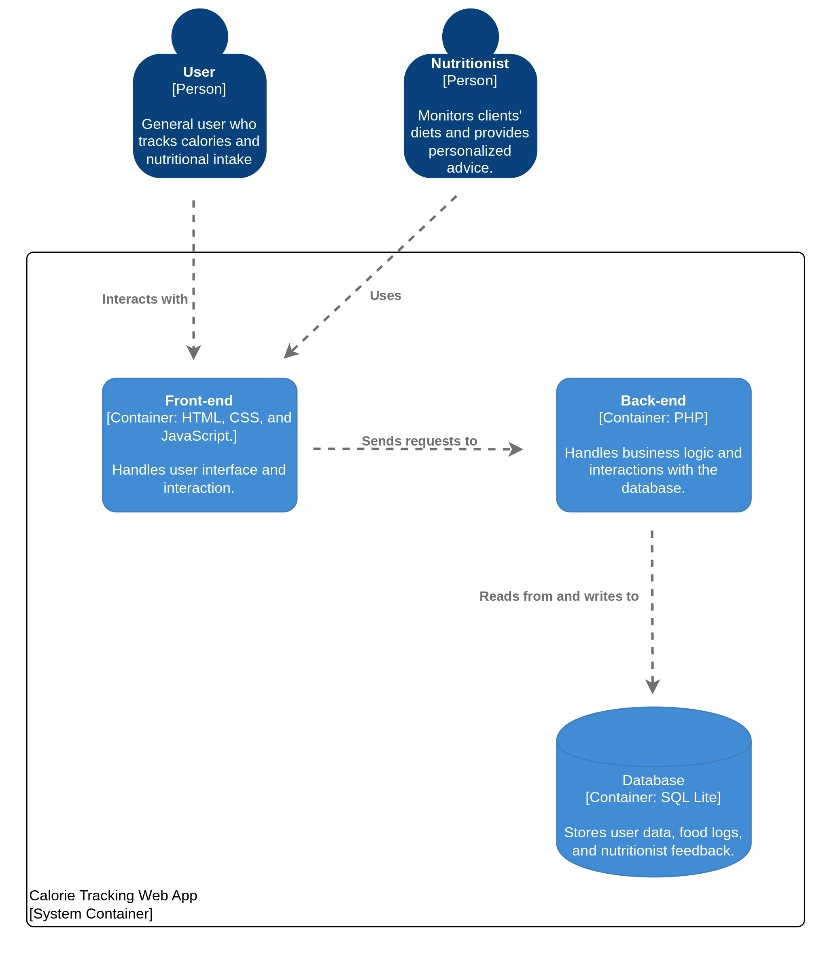 User
[Person]
General user who
tracks calories and
nutritional intake
Nutritionist
[Person]
Monitors clients'
diets and provides
personalized
advice.
Interacts with
Uses
Front-end
[Container: HTML, CSS, and
JavaScript.]
Handles user interface and
interaction.
Sends requests to
Back-end
[Container: PHP]
Handles business logic and
interactions with the
database.
Reads from and writes to
Database
[Container: SQL Lite]
Stores user data, food logs,
and nutritionist feedback.
Calorie Tracking Web App
[System Container]